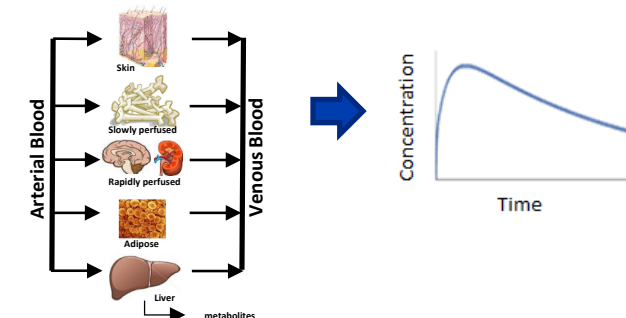 Skin
Slowly perfused
Rapidly perfused
Adipose
Liver
metabolites
Arterial Blood
Venous Blood
Concentration
Time